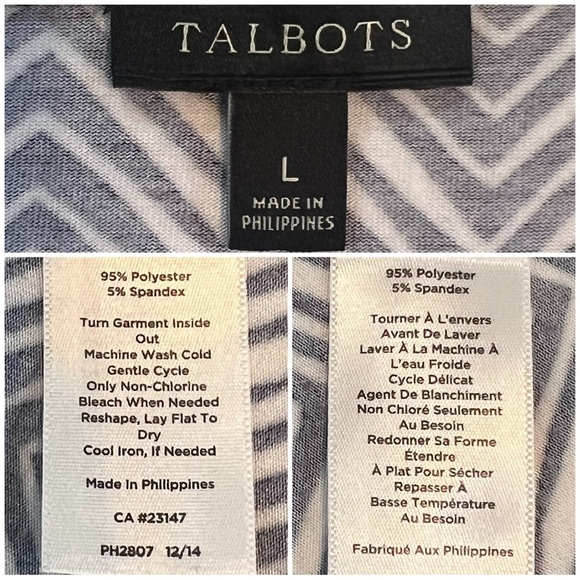 TALBOTS
L
MADE IN
PHILIPPINES
95% Polyester
5% Spandex
Turn Garment Inside
Out
Machine Wash Cold
Gentle Cycle
Only Non-Chlorine
Bleach When Needed
Reshape, Lay Flat To
Dry
Cool Iron, If Needed
Made In Philippines
CA #23147
PH2807 12/14
95% Polyester
5% Spandex
Tourner À L'envers
Avant De Laver
Laver À La Machine À
L'eau Froide
Cycle Délicat
Agent De Blanchiment
Non Chloré Seulement
Au Besoin
Redonner Sa Forme
Étendre
À Plat Pour Sécher
Repasser À
Basse Température
Au Besoin
Fabriqué Aux Philippines